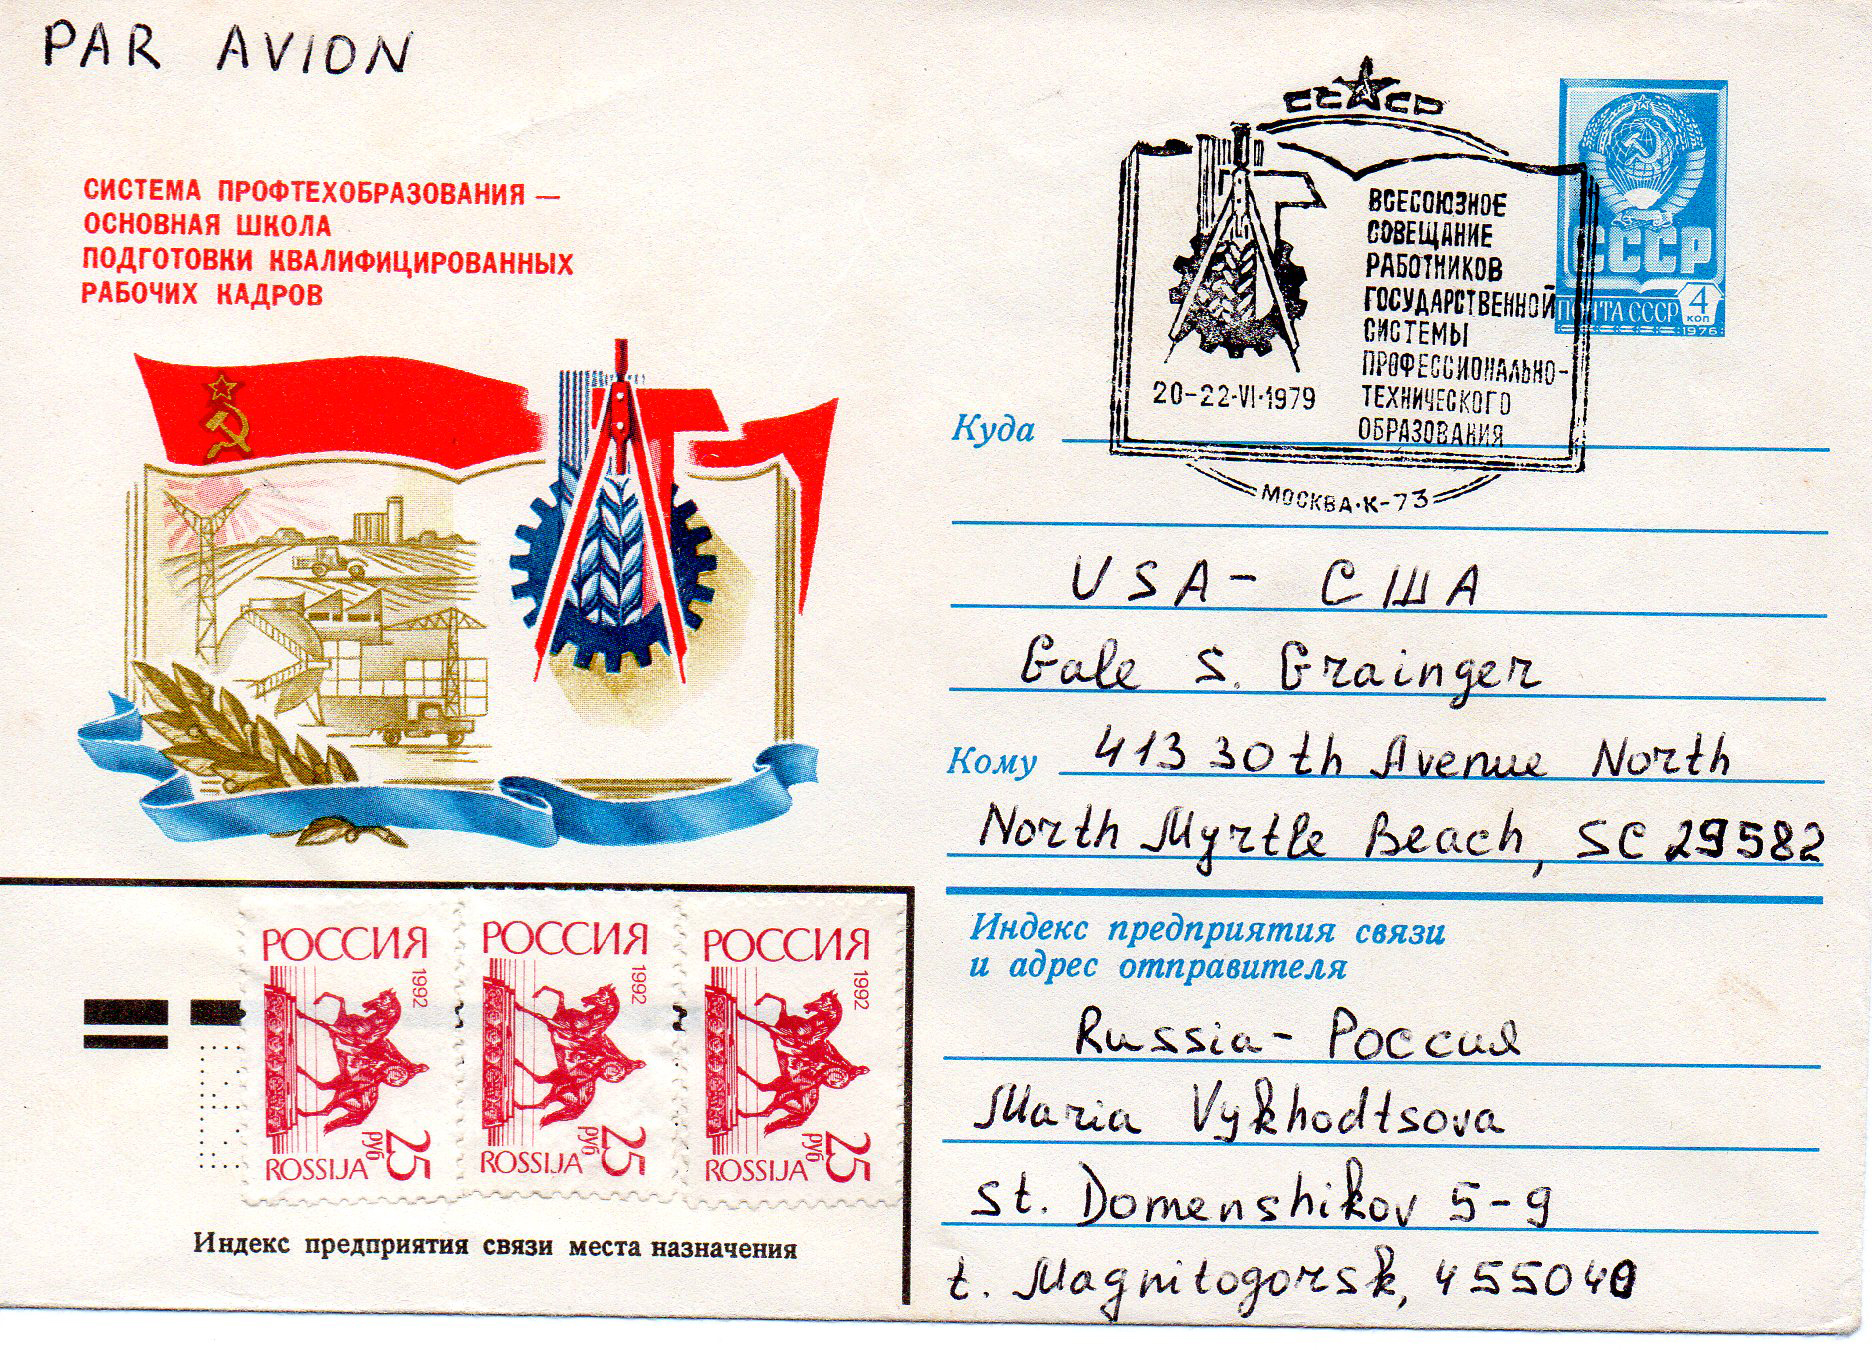 PAR AVION
СИСТЕМА ПРОФТЕХОБРАЗОВАНИЯ —
ОСНОВНАЯ ШКОЛА
ПОДГОТОВКИ КВАЛИФИЦИРОВАННЫХ
РАБОЧИХ КАДРОВ
СССР
ВСЕСОЮЗНОЕ
СОВЕЩАНИЕ
РАБОТНИКОВ
ГОСУДАРСТВЕННОЙ
СИСТЕМЫ
ПРОФЕССИОНАЛЬНО-
ТЕХНИЧЕСКОГО
ОБРАЗОВАНИЯ
20-22·VI·1979
МОСКВА·К-73
СССР
ПОЧТА СССР 4
КОП
1976
Куда
USA - США
Gale S. Grainger
Кому 413 30th Avenue North
North Myrtle Beach, SC 29582
Индекс предприятия связи
и адрес отправителя
Russia - Россия
Maria Vykhodtsova
st. Domenshikov 5-9
t. Magnitogorsk, 455040
РОССИЯ
1992
25
руб
ROSSIJA
РОССИЯ
1992
25
руб
ROSSIJA
РОССИЯ
1992
25
руб
ROSSIJA
Индекс предприятия связи места назначения